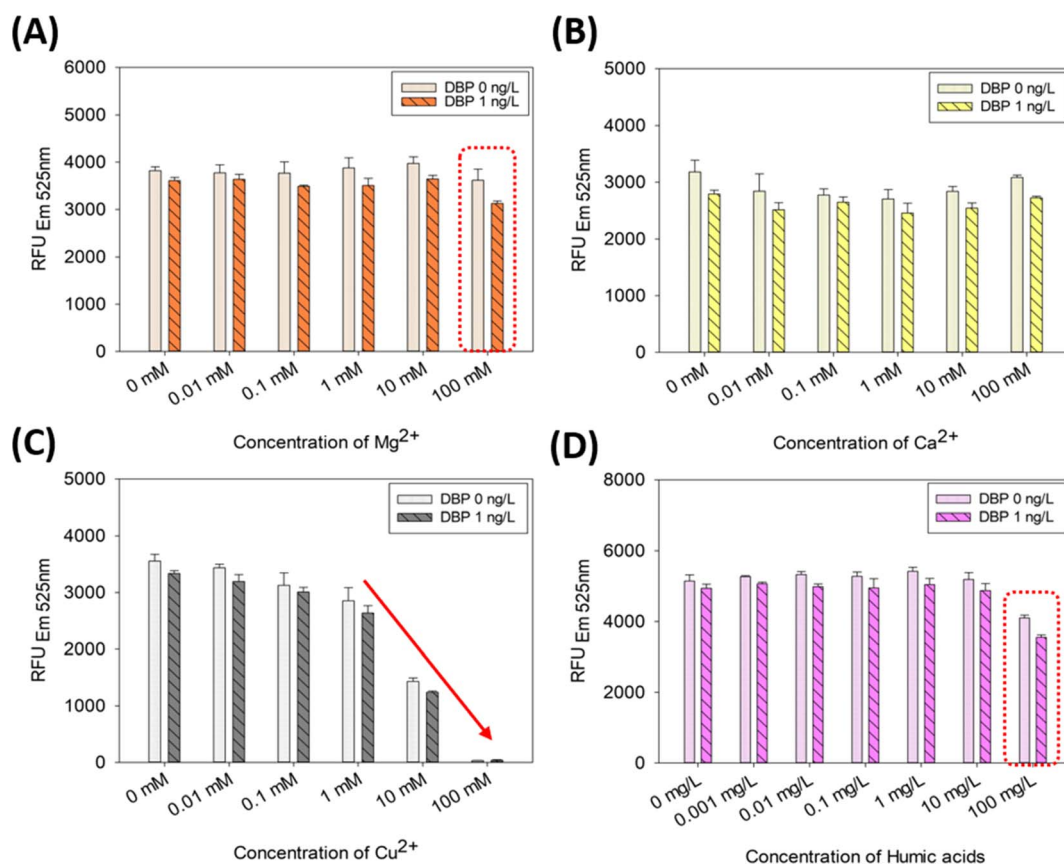 (A)
6000
5000
4000
3000
2000
1000
0
RFU Em 525nm
DBP 0 ng/L
DBP 1 ng/L
0 mM
0.01 mM
0.1 mM
1 mM
10 mM
100 mM
Concentration of Mg2+
(B)
5000
4000
3000
2000
1000
0
RFU Em 525nm
DBP 0 ng/L
DBP 1 ng/L
0 mM
0.01 mM
0.1 mM
1 mM
10 mM
100 mM
Concentration of Ca2+
(C)
5000
4000
3000
2000
1000
0
RFU Em 525nm
DBP 0 ng/L
DBP 1 ng/L
0 mM
0.01 mM
0.1 mM
1 mM
10 mM
100 mM
Concentration of Cu2+
(D)
8000
6000
4000
2000
0
RFU Em 525nm
DBP 0 ng/L
DBP 1 ng/L
0 mg/L
0.001 mg/L
0.01 mg/L
0.1 mg/L
1 mg/L
10 mg/L
100 mg/L
Concentration of Humic acids